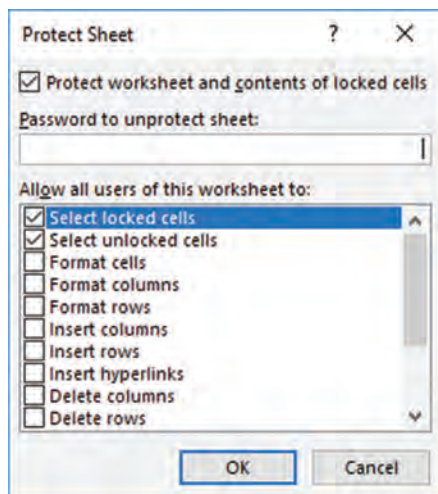 Protect Sheet ? ×
Protect worksheet and contents of locked cells
Password to unprotect sheet:
Allow all users of this worksheet to:
Select locked cells
Select unlocked cells
Format cells
Format columns
Format rows
Insert columns
Insert rows
Insert hyperlinks
Delete columns
Delete rows
OK Cancel